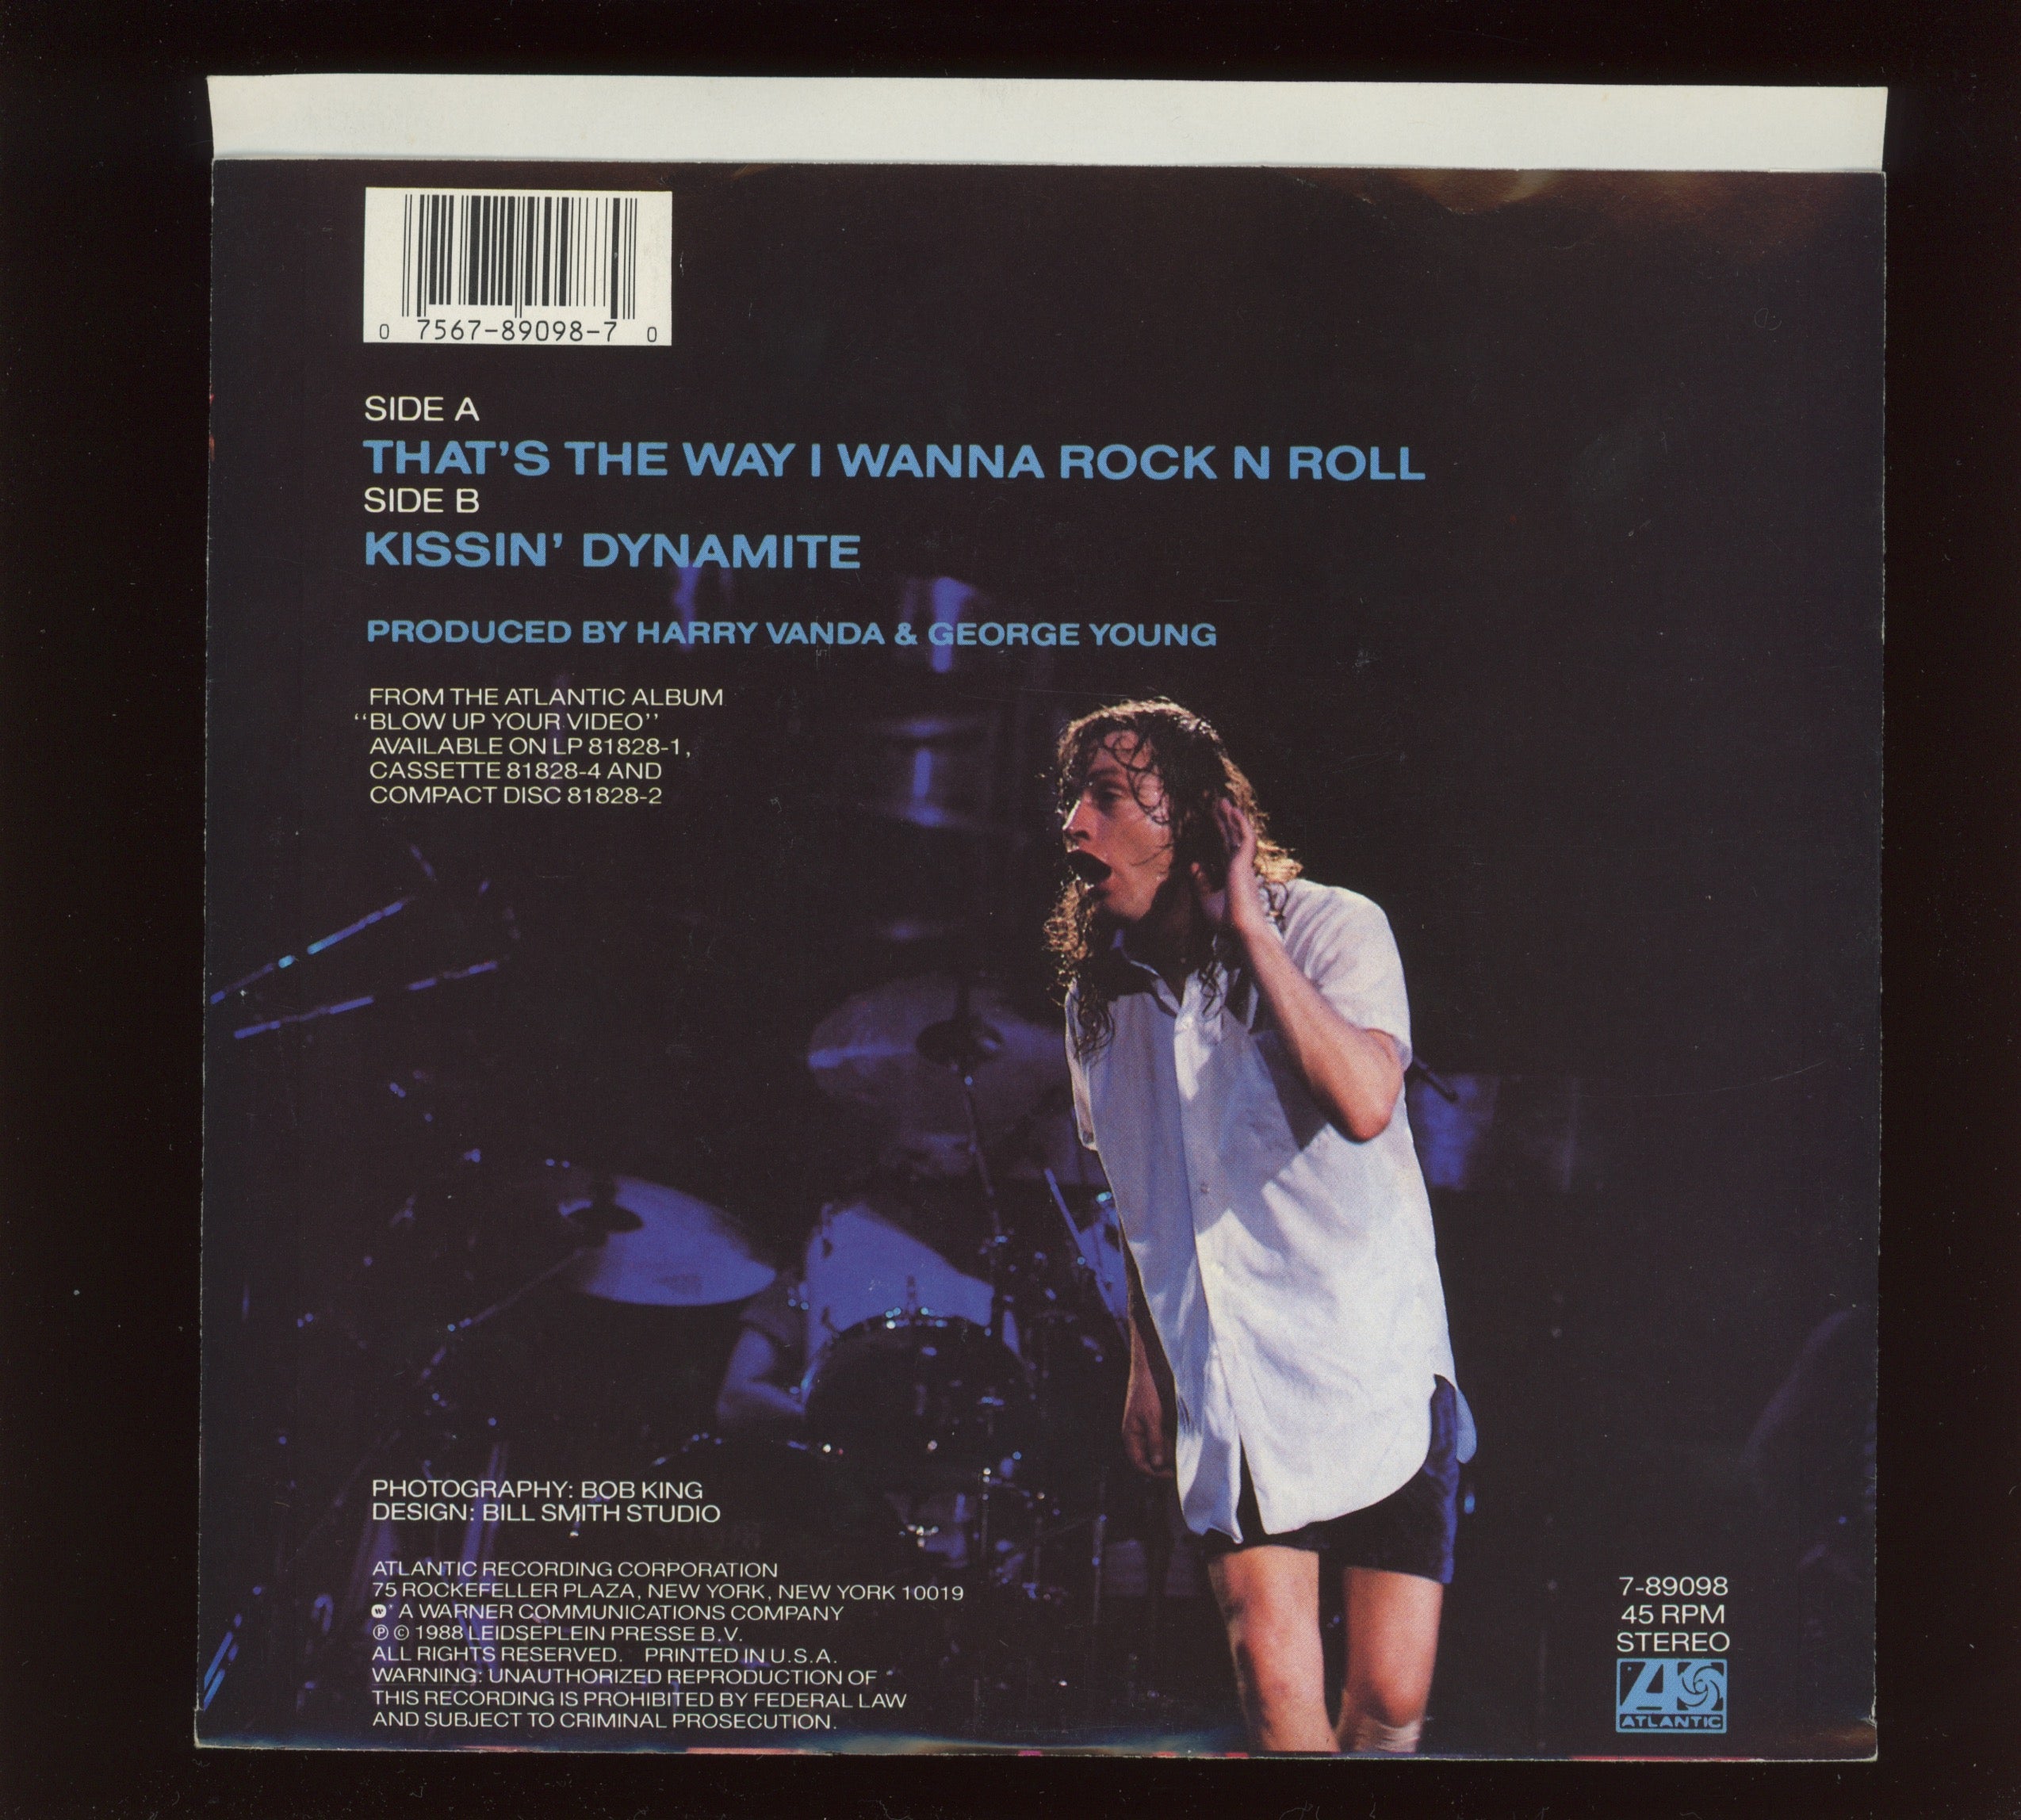 0 7567-89098-7 0
SIDE A
THAT'S THE WAY I WANNA ROCK N ROLL
SIDE B
KISSIN' DYNAMITE
PRODUCED BY HARRY VANDA & GEORGE YOUNG
FROM THE ATLANTIC ALBUM
"BLOW UP YOUR VIDEO"
AVAILABLE ON LP 81828-1,
CASSETTE 81828-4 AND
COMPACT DISC 81828-2
PHOTOGRAPHY: BOB KING
DESIGN: BILL SMITH STUDIO
ATLANTIC RECORDING CORPORATION
75 ROCKEFELLER PLAZA, NEW YORK, NEW YORK 10019
W A WARNER COMMUNICATIONS COMPANY
℗ © 1988 LEIDSEPLEIN PRESSE B.V.
ALL RIGHTS RESERVED. PRINTED IN U.S.A.
WARNING: UNAUTHORIZED REPRODUCTION OF
THIS RECORDING IS PROHIBITED BY FEDERAL LAW
AND SUBJECT TO CRIMINAL PROSECUTION.
7-89098
45 RPM
STEREO
A
ATLANTIC